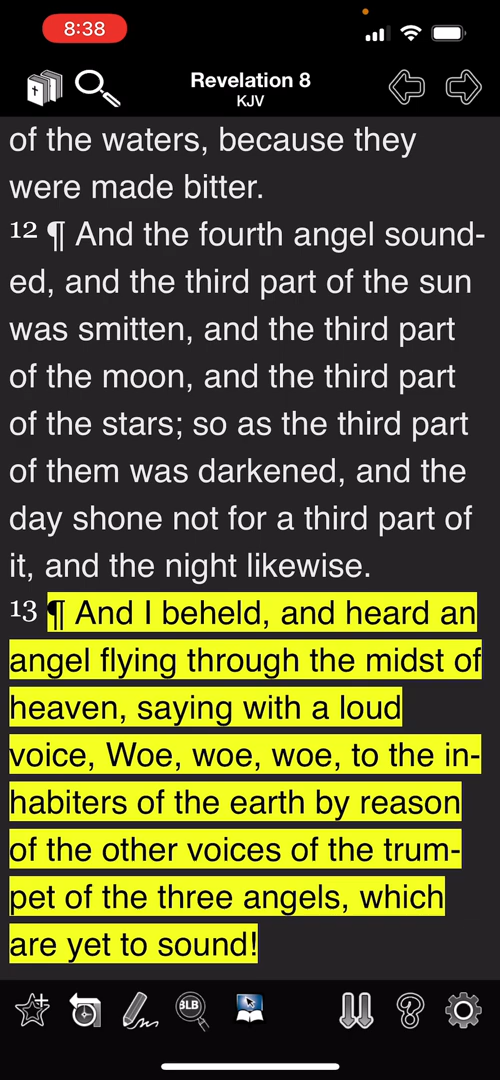 8:38
Revelation 8
KJV
of the waters, because they
were made bitter.
12 ¶ And the fourth angel sound-
ed, and the third part of the sun
was smitten, and the third part
of the moon, and the third part
of the stars; so as the third part
of them was darkened, and the
day shone not for a third part of
it, and the night likewise.
13 ¶ And I beheld, and heard an
angel flying through the midst of
heaven, saying with a loud
voice, Woe, woe, woe, to the in-
habiters of the earth by reason
of the other voices of the trum-
pet of the three angels, which
are yet to sound!
BLB